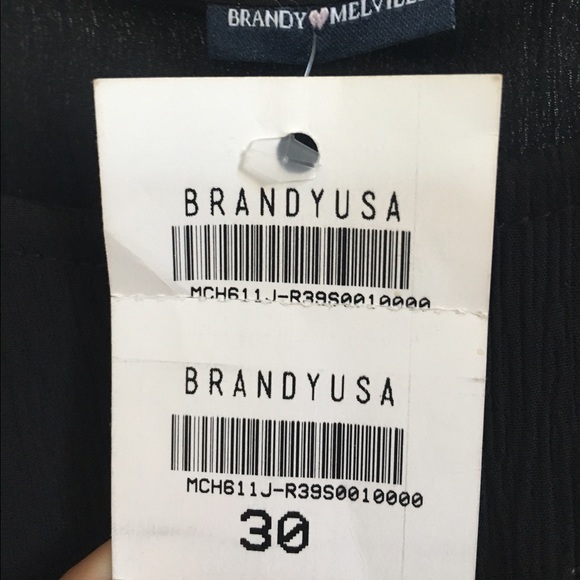 BRANDY MELVILLE
BRANDYUSA
MCH611J-R39S0010000
BRANDYUSA
MCH611J-R39S0010000
30